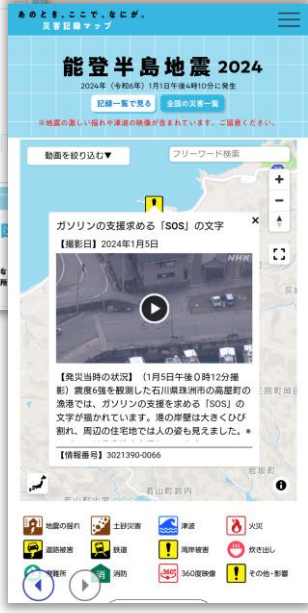 あのとき、ここで、なにが。
災害記録マップ
能登半島地震 2024
2024年（令和6年）1月1日午後4時10分に発生
記録一覧で見る
全国の災害一覧
※地震の激しい揺れや津波の映像が含まれています。ご留意ください。
動画を絞り込む▼
フリーワード検索
ガソリンの支援求める「SOS」の文字
×
【撮影日】2024年1月5日
NHK
【発災当時の状況】（1月5日午後0時12分撮
影）震度6強を観測した石川県珠洲市の高屋町の
漁港では、ガソリンの支援を求める「SOS」の
文字が描かれています。港の岸壁は大きくひび
割れ、周辺の住宅地では人の姿も見えました。※
【情報番号】3021390-0066
若山町鈴内
地震の揺れ
土砂災害
津波
火災
道路被害
鉄道
海岸被害
炊き出し
避難所
消
消防
360°
360度映像
その他・影響